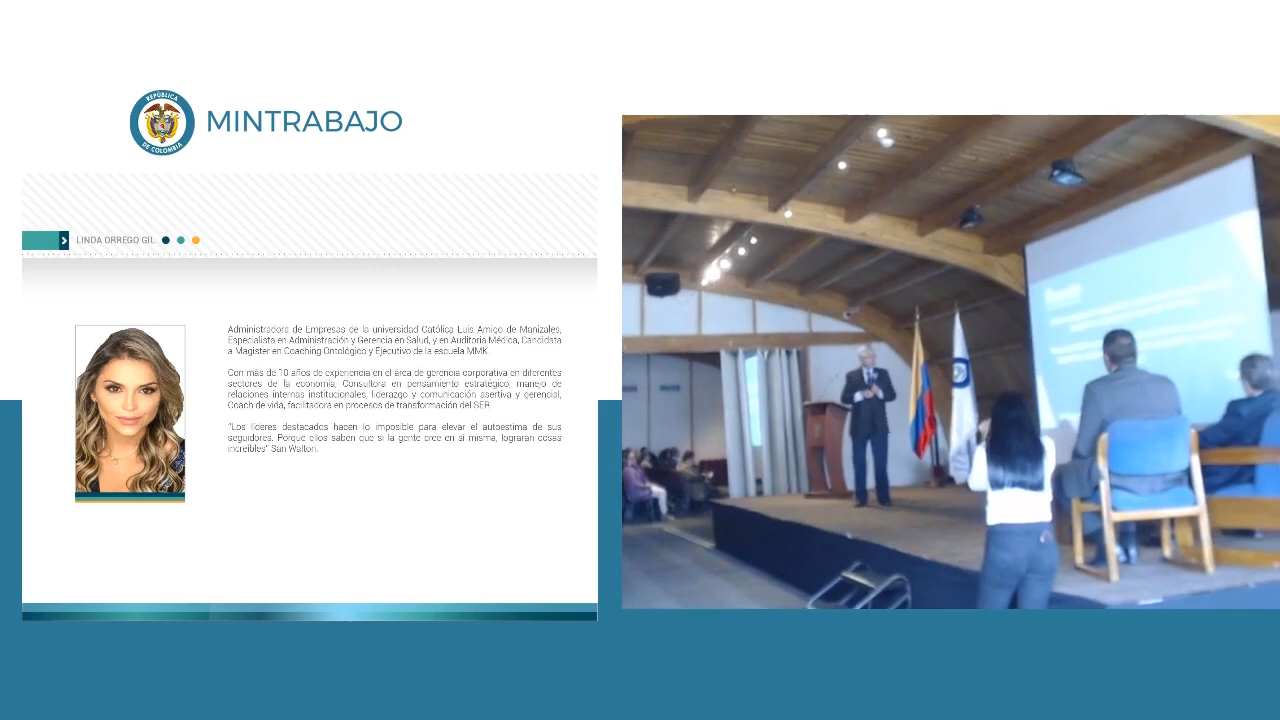 REPÚBLICA
DE COLOMBIA
MINTRABAJO
LINDA ORREGO GIL
Administradora de Empresas de la universidad Católica Luis Amigo de Manizales,
Especialista en Administración y Gerencia en Salud, y en Auditoria Médica, Candidata
a Magister en Coaching Ontológico y Ejecutivo de la escuela MMK.
Con más de 10 años de experiencia en el área de gerencia corporativa en diferentes
sectores de la economía; Consultora en pensamiento estratégico, manejo de
relaciones internas institucionales, liderazgo y comunicación asertiva y gerencial,
Coach de vida, facilitadora en procesos de transformación del SER.
"Los líderes destacados hacen lo imposible para elevar el autoestima de sus
seguidores. Porque ellos saben que si la gente cree en sí misma, lograran cosas
increíbles" San Walton.